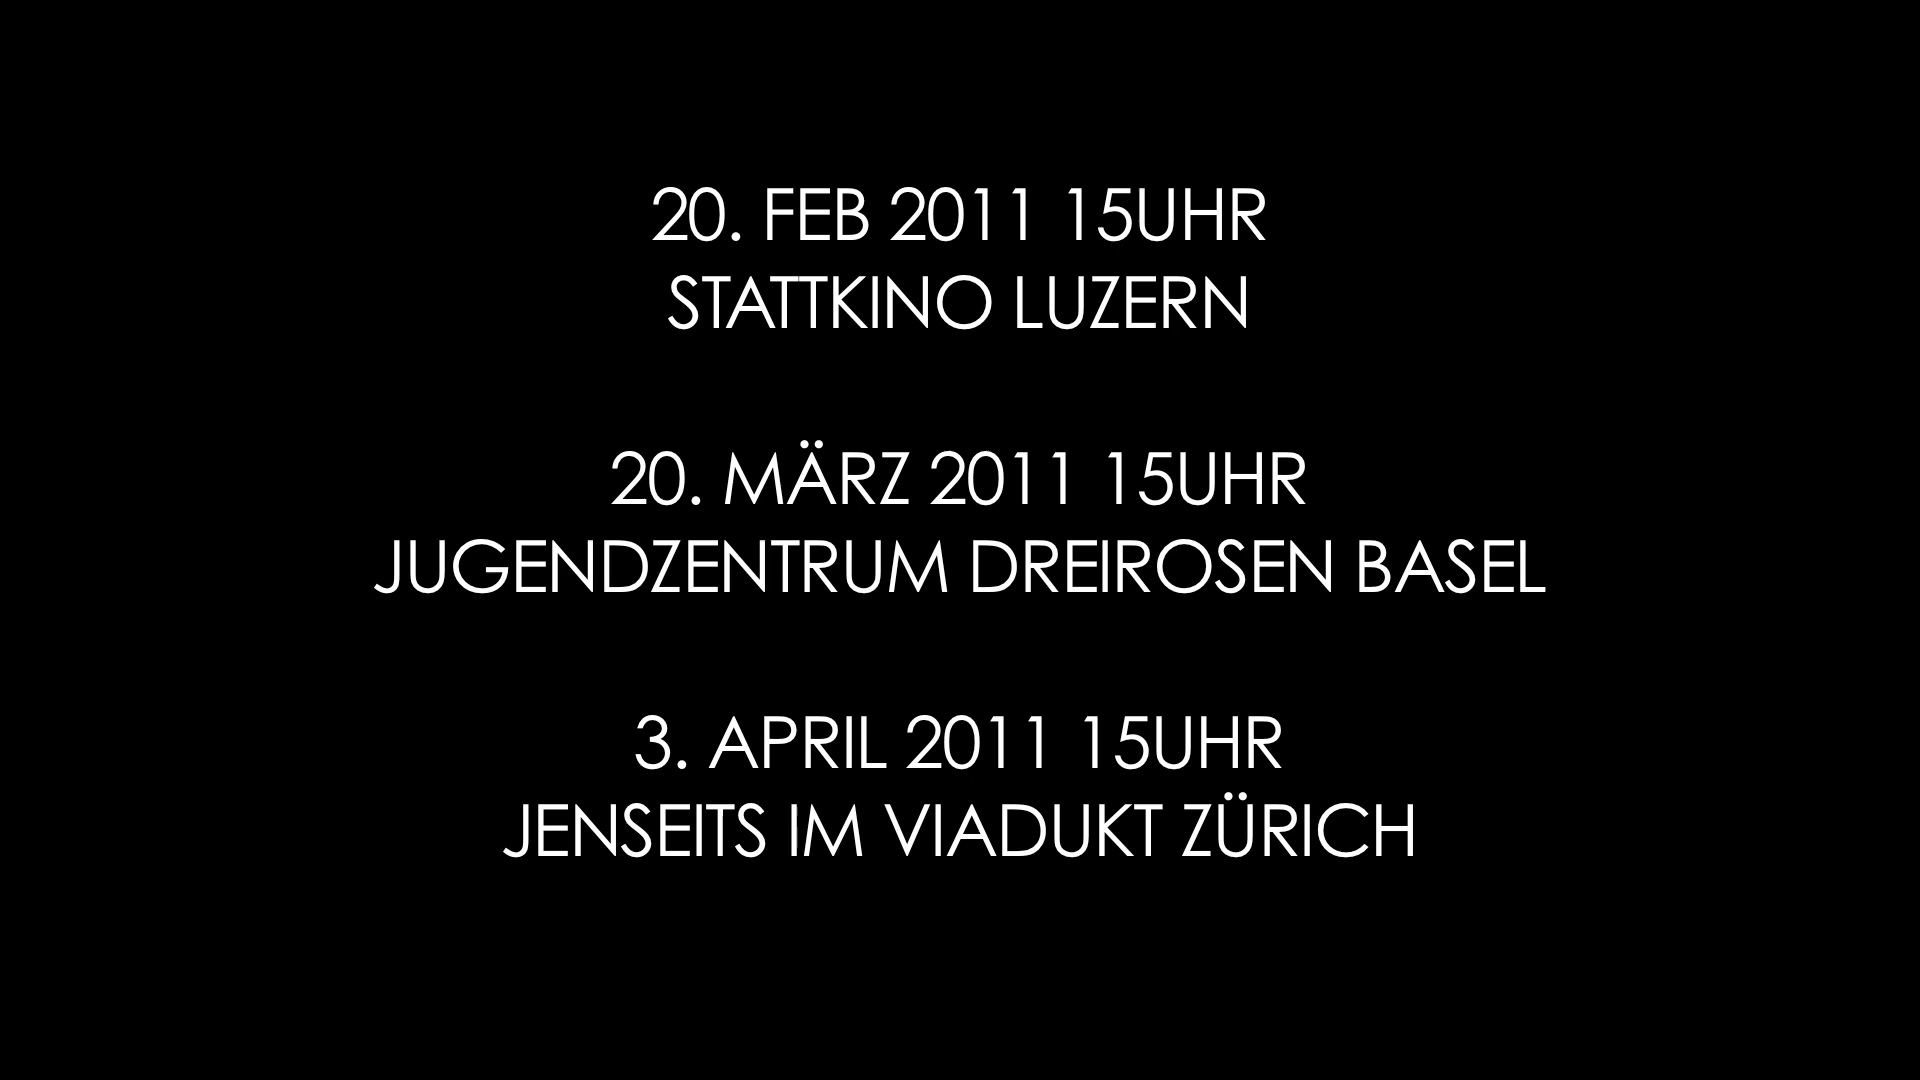 20. FEB 2011 15UHR
STATTKINO LUZERN
20. MÄRZ 2011 15UHR
JUGENDZENTRUM DREIROSEN BASEL
3. APRIL 2011 15UHR
JENSEITS IM VIADUKT ZÜRICH